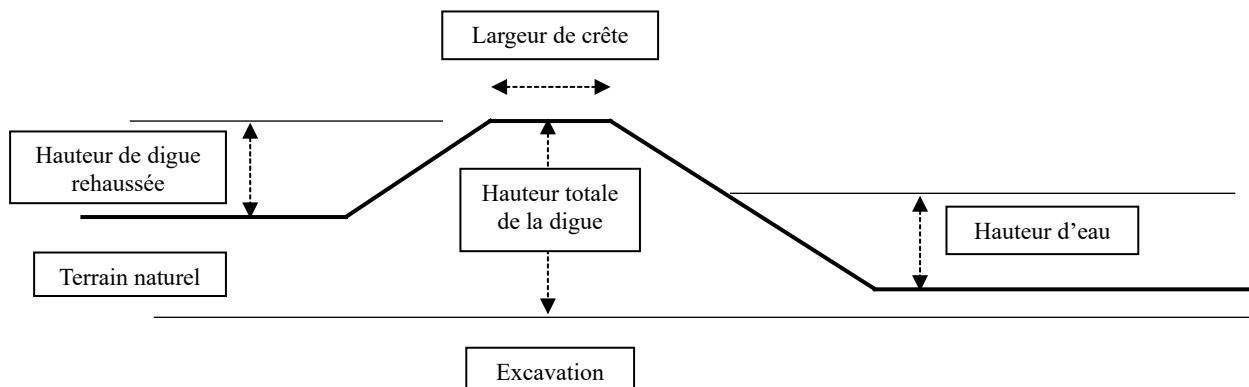 Largeur de crête
Hauteur de digue
rehaussée
Hauteur totale
de la digue
Hauteur d’eau
Terrain naturel
Excavation